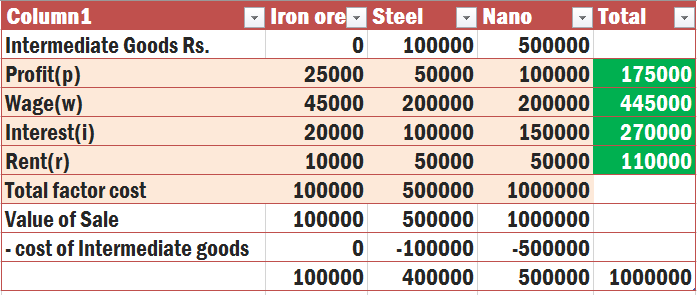 Column1 Iron ore Steel Nano Total
Intermediate Goods Rs. 0 100000 500000
Profit(p) 25000 50000 100000 175000
Wage(w) 45000 200000 200000 445000
Interest(i) 20000 100000 150000 270000
Rent(r) 10000 50000 50000 110000
Total factor cost 100000 500000 1000000
Value of Sale 100000 500000 1000000
- cost of Intermediate goods 0 -100000 -500000
100000 400000 500000 1000000